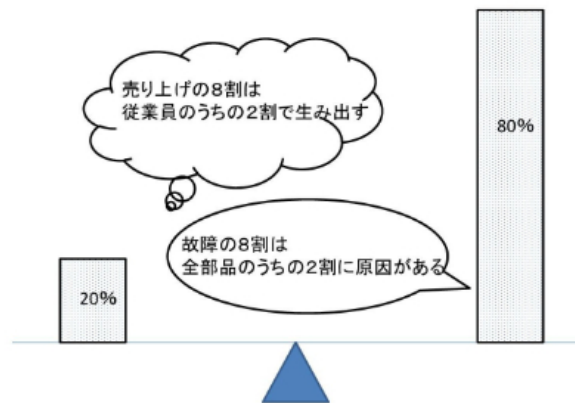 売り上げの８割は
従業員のうちの２割で生み出す
80%
故障の８割は
全部品のうちの２割に原因がある
20%